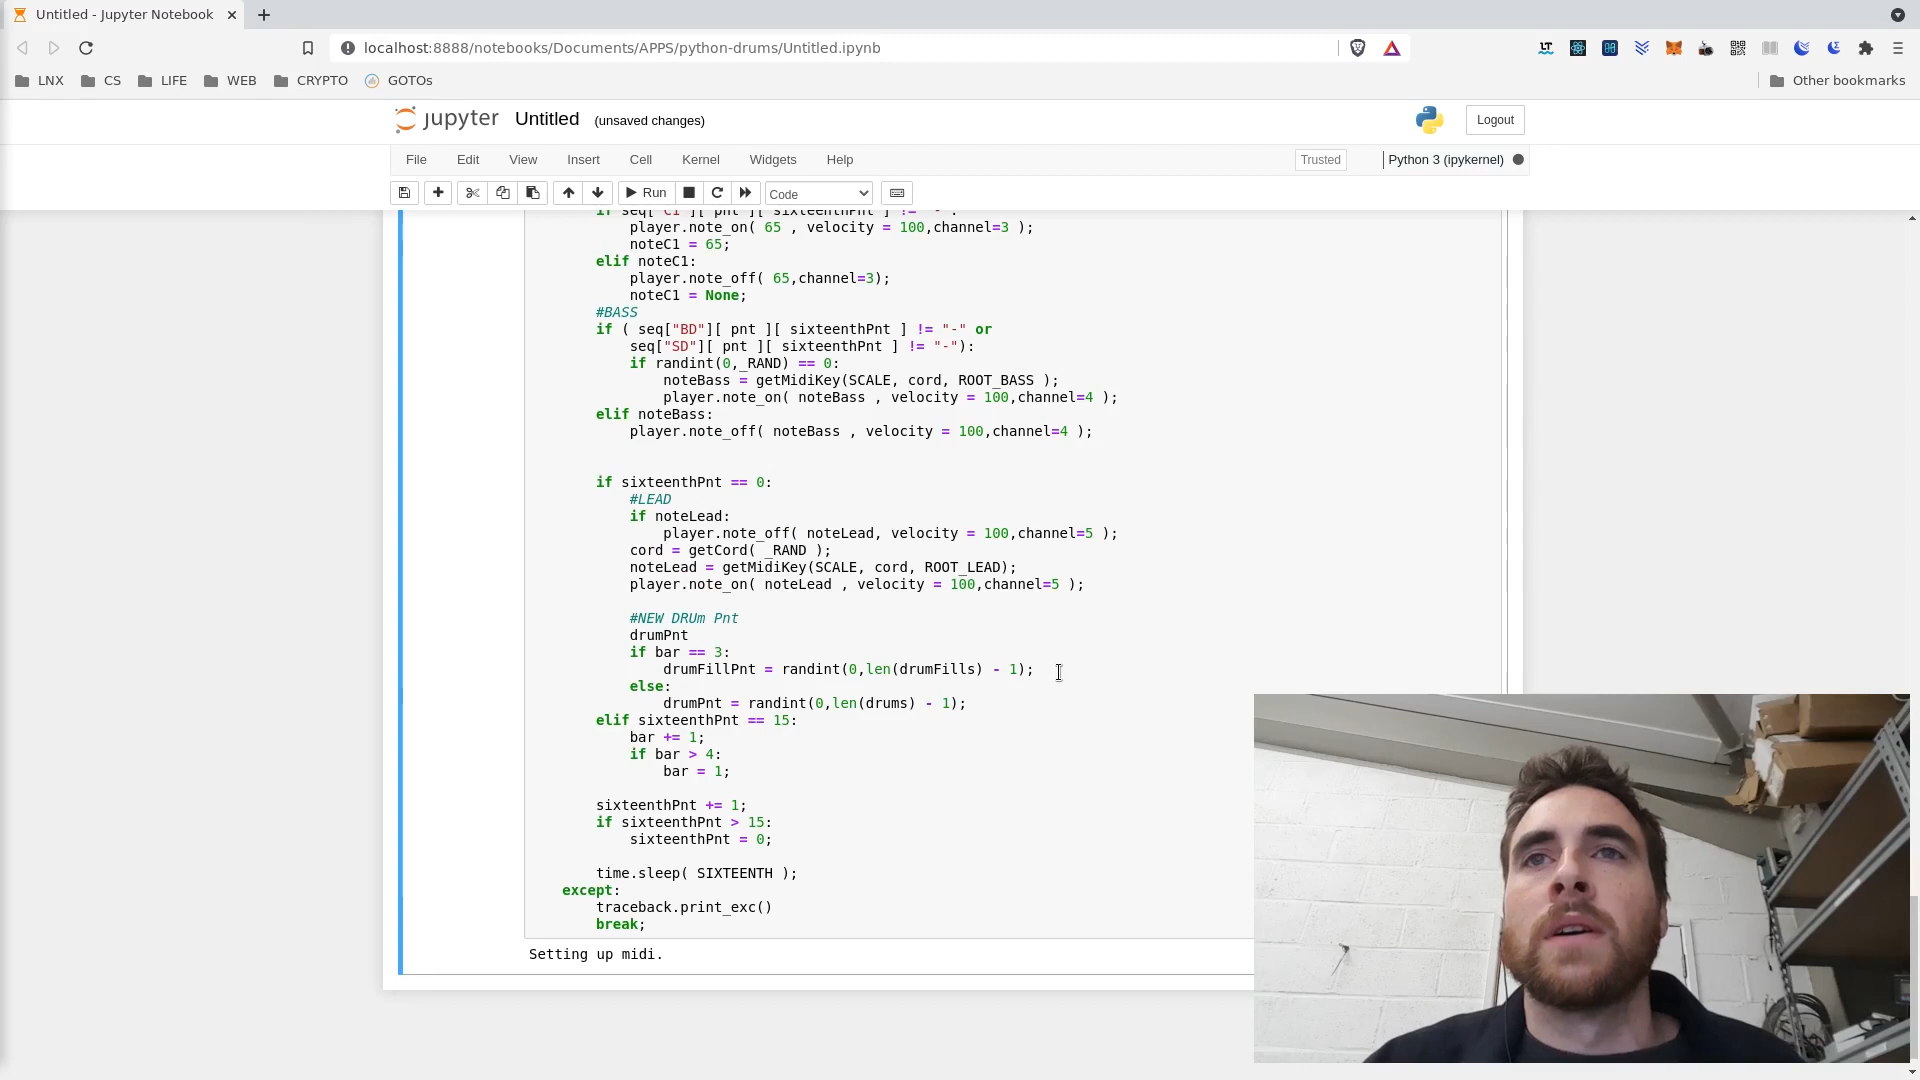 Untitled - Jupyter Notebook
localhost:8888/notebooks/Documents/APPS/python-drums/Untitled.ipynb
LNX CS LIFE WEB CRYPTO GOTOs Other bookmarks
jupyter Untitled (unsaved changes) Logout
File Edit View Insert Cell Kernel Widgets Help Trusted Python 3 (ipykernel)
Run Code
if seq["C1"][ pnt ][ sixteenthPnt ] != "-":
player.note_on( 65 , velocity = 100,channel=3 );
noteC1 = 65;
elif noteC1:
player.note_off( 65,channel=3);
noteC1 = None;
#BASS
if ( seq["BD"][ pnt ][ sixteenthPnt ] != "-" or
seq["SD"][ pnt ][ sixteenthPnt ] != "-"):
if randint(0,_RAND) == 0:
noteBass = getMidiKey(SCALE, cord, ROOT_BASS );
player.note_on( noteBass , velocity = 100,channel=4 );
elif noteBass:
player.note_off( noteBass , velocity = 100,channel=4 );
if sixteenthPnt == 0:
#LEAD
if noteLead:
player.note_off( noteLead, velocity = 100,channel=5 );
cord = getCord( _RAND );
noteLead = getMidiKey(SCALE, cord, ROOT_LEAD);
player.note_on( noteLead , velocity = 100,channel=5 );
#NEW DRUm Pnt
drumPnt
if bar == 3:
drumFillPnt = randint(0,len(drumFills) - 1);
else:
drumPnt = randint(0,len(drums) - 1);
elif sixteenthPnt == 15:
bar += 1;
if bar > 4:
bar = 1;
sixteenthPnt += 1;
if sixteenthPnt > 15:
sixteenthPnt = 0;
time.sleep( SIXTEENTH );
except:
traceback.print_exc()
break;
Setting up midi.